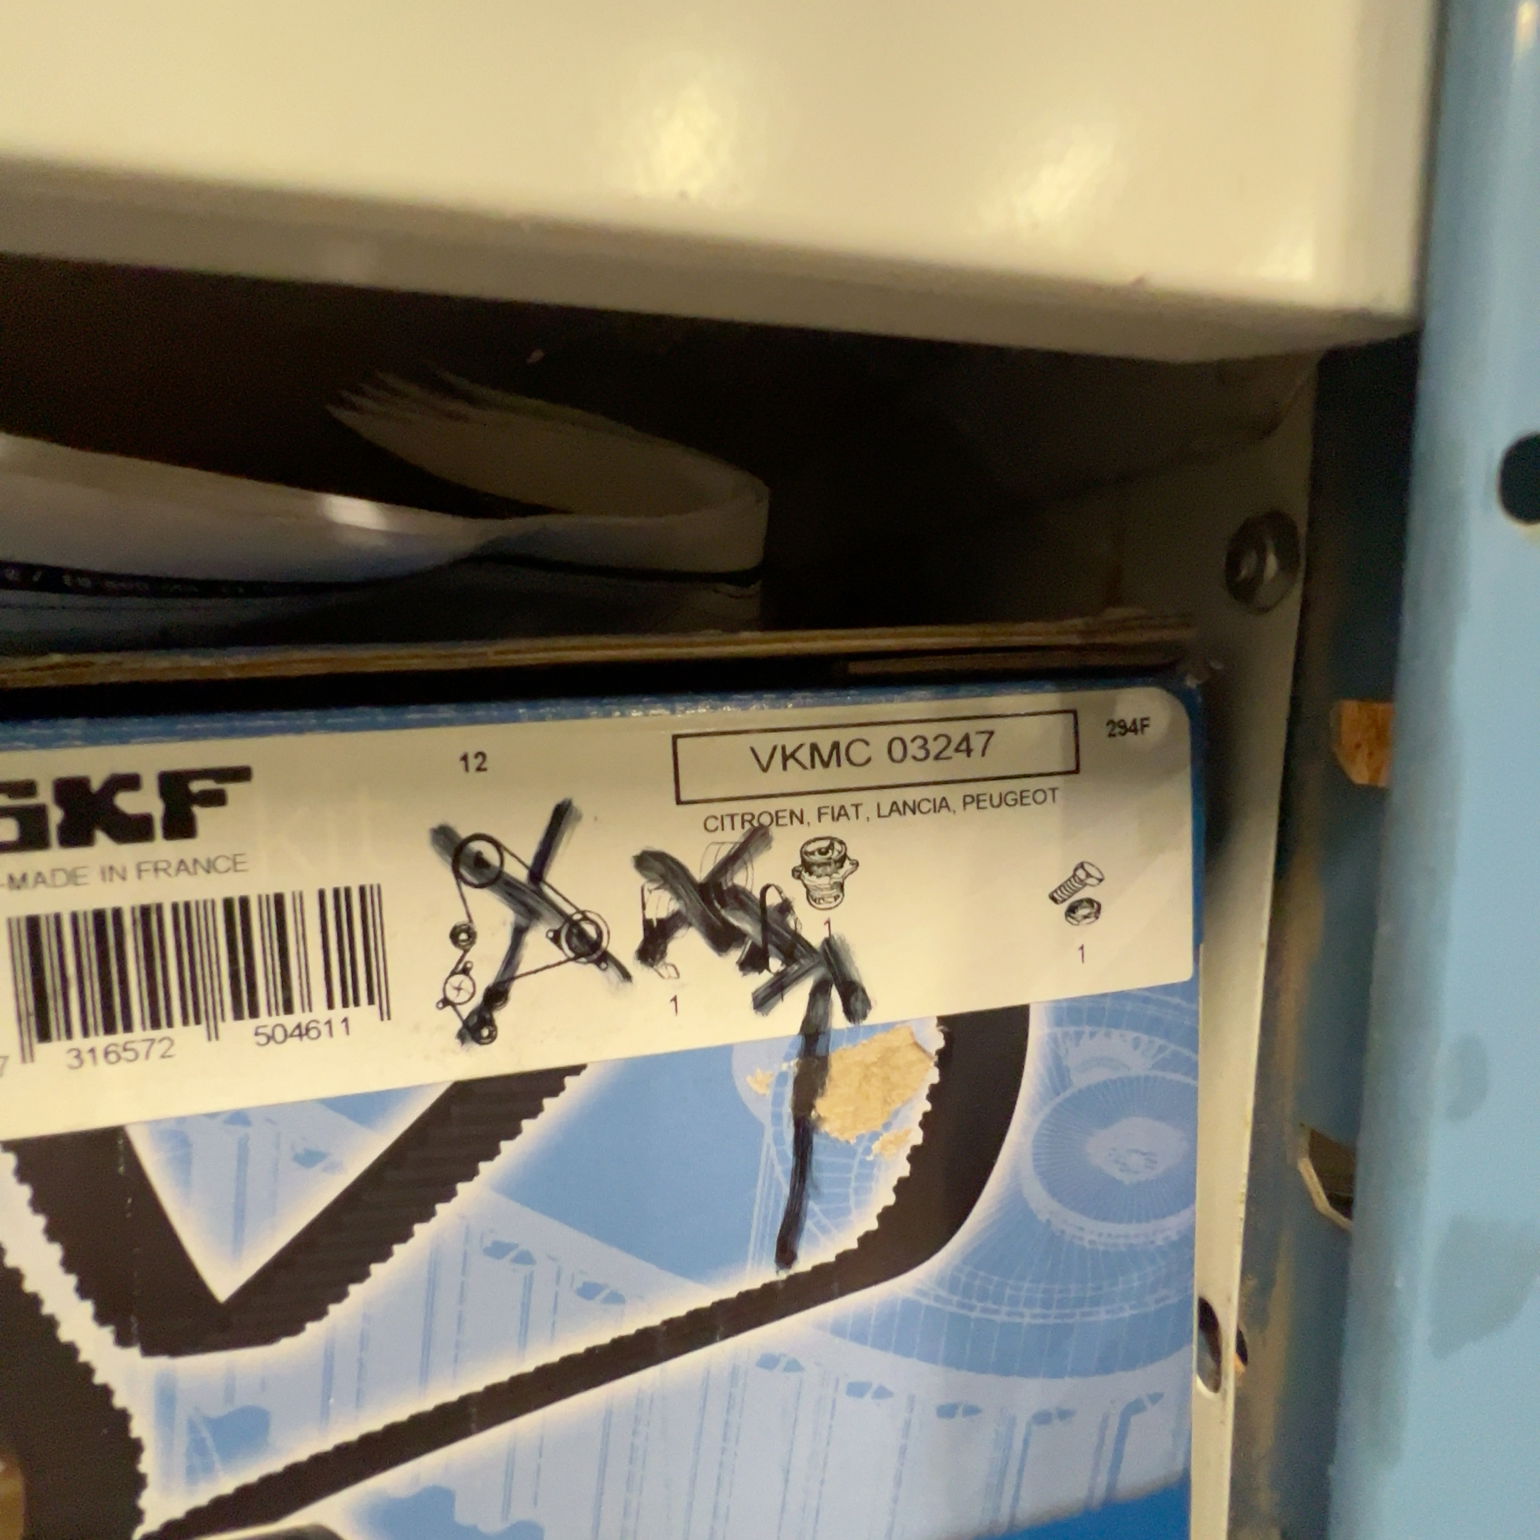 12
VKMC 03247
294F
SKF
CITROEN, FIAT, LANCIA, PEUGEOT
-MADE IN FRANCE
1
1
1
316572 504611